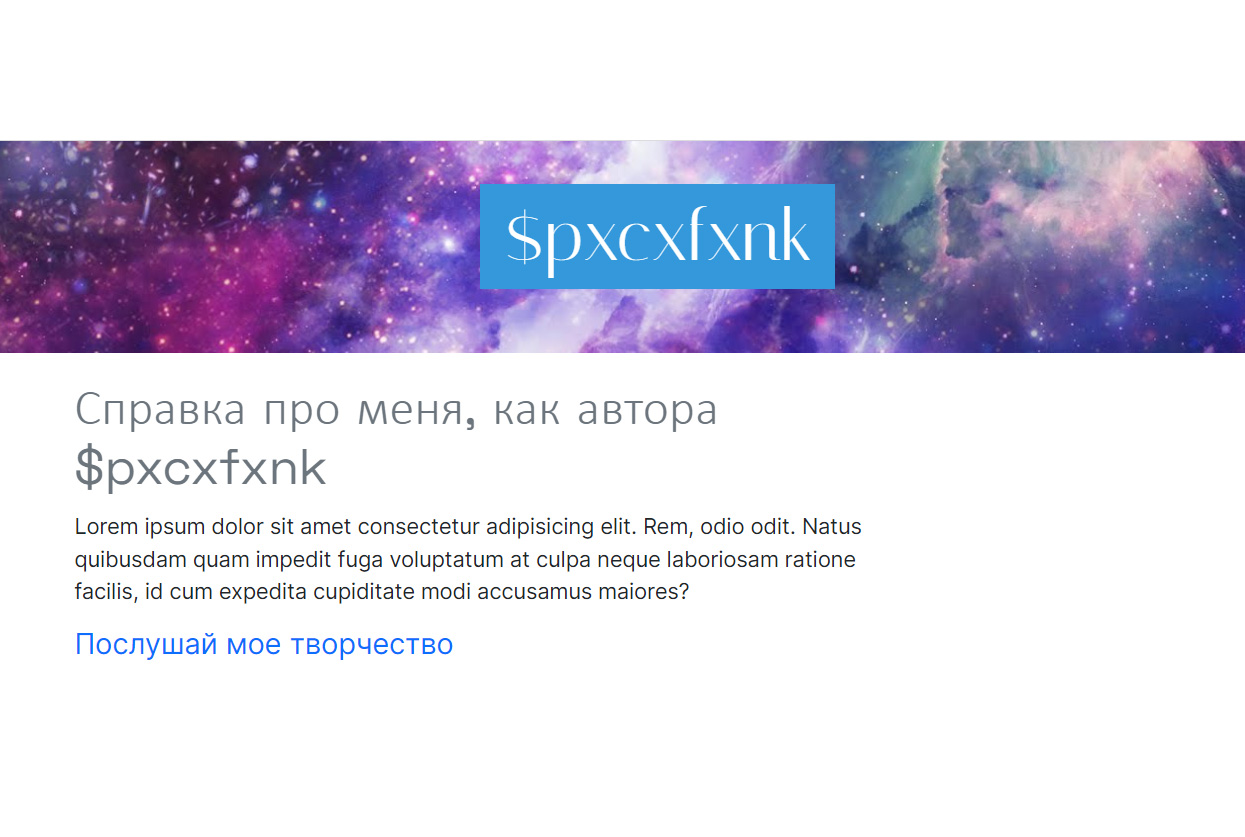 $pxcxfxnk
Справка про меня, как автора
$pxcxfxnk
Lorem ipsum dolor sit amet consectetur adipisicing elit. Rem, odio odit. Natus
quibusdam quam impedit fuga voluptatum at culpa neque laboriosam ratione
facilis, id cum expedita cupiditate modi accusamus maiores?
Послушай мое творчество